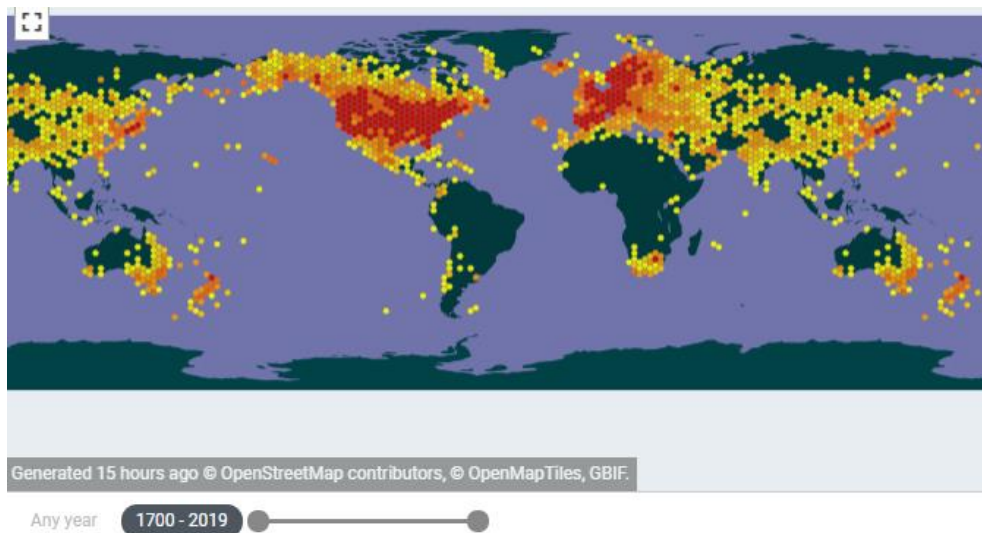 Generated 15 hours ago © OpenStreetMap contributors, © OpenMapTiles, GBIF.
Any year 1700 - 2019